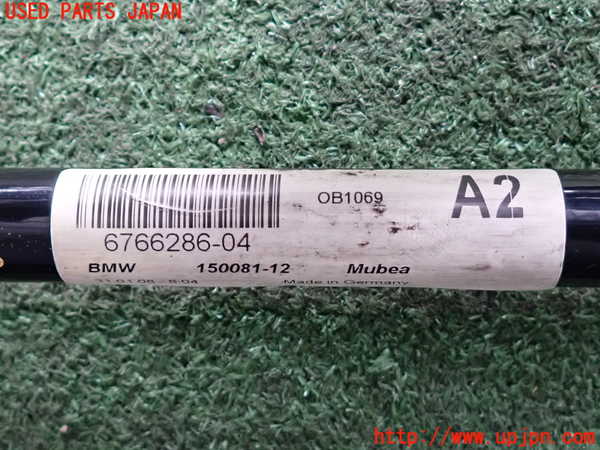 USED PARTS JAPAN
OB1069
A2
6766286-04
BMW 150081-12 Mubea
Made in Germany
http://www.upjpn.com/